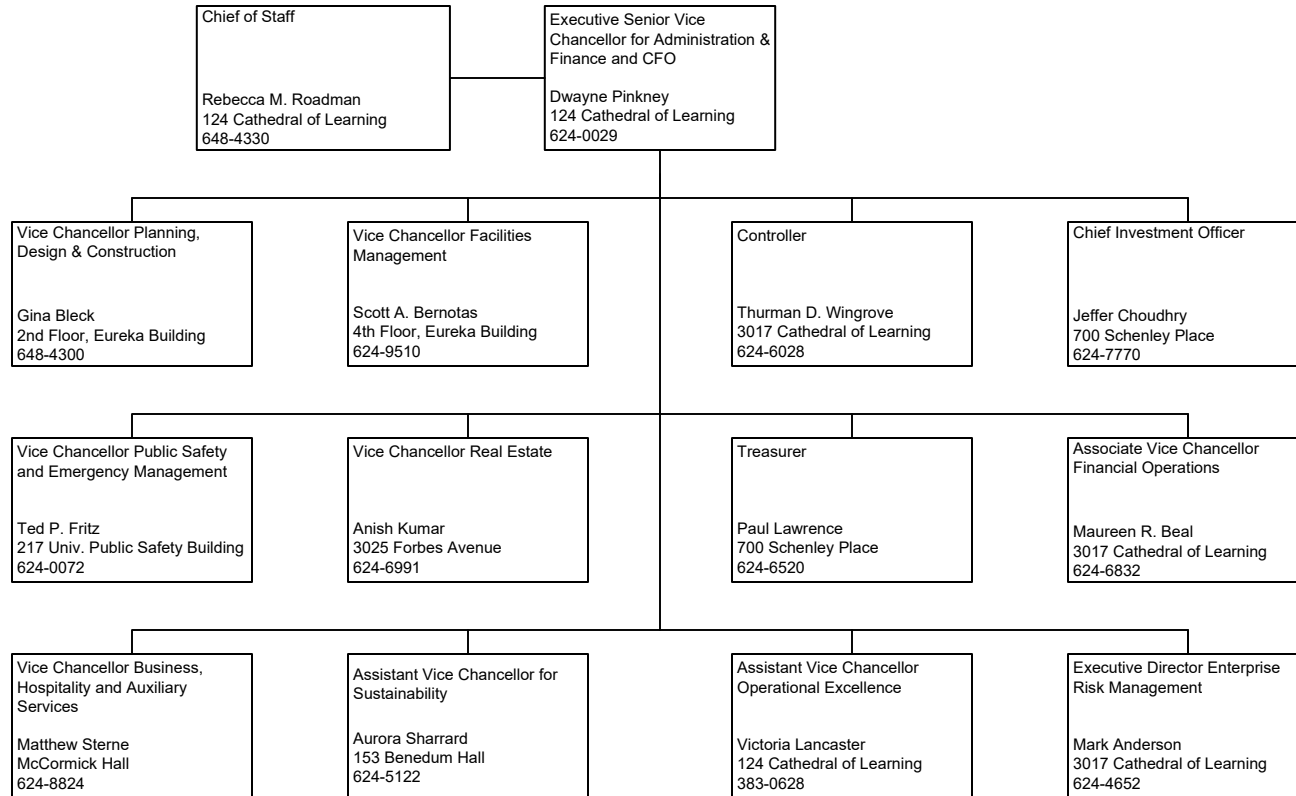 Chief of Staff
Rebecca M. Roadman
124 Cathedral of Learning
648-4330
Executive Senior Vice
Chancellor for Administration &
Finance and CFO
Dwayne Pinkney
124 Cathedral of Learning
624-0029
Vice Chancellor Planning,
Design & Construction
Gina Bleck
2nd Floor, Eureka Building
648-4300
Vice Chancellor Facilities
Management
Scott A. Bernotas
4th Floor, Eureka Building
624-9510
Controller
Thurman D. Wingrove
3017 Cathedral of Learning
624-6028
Chief Investment Officer
Jeffer Choudhry
700 Schenley Place
624-7770
Vice Chancellor Public Safety
and Emergency Management
Ted P. Fritz
217 Univ. Public Safety Building
624-0072
Vice Chancellor Real Estate
Anish Kumar
3025 Forbes Avenue
624-6991
Treasurer
Paul Lawrence
700 Schenley Place
624-6520
Associate Vice Chancellor
Financial Operations
Maureen R. Beal
3017 Cathedral of Learning
624-6832
Vice Chancellor Business,
Hospitality and Auxiliary
Services
Matthew Sterne
McCormick Hall
624-8824
Assistant Vice Chancellor for
Sustainability
Aurora Sharrard
153 Benedum Hall
624-5122
Assistant Vice Chancellor
Operational Excellence
Victoria Lancaster
124 Cathedral of Learning
383-0628
Executive Director Enterprise
Risk Management
Mark Anderson
3017 Cathedral of Learning
624-4652